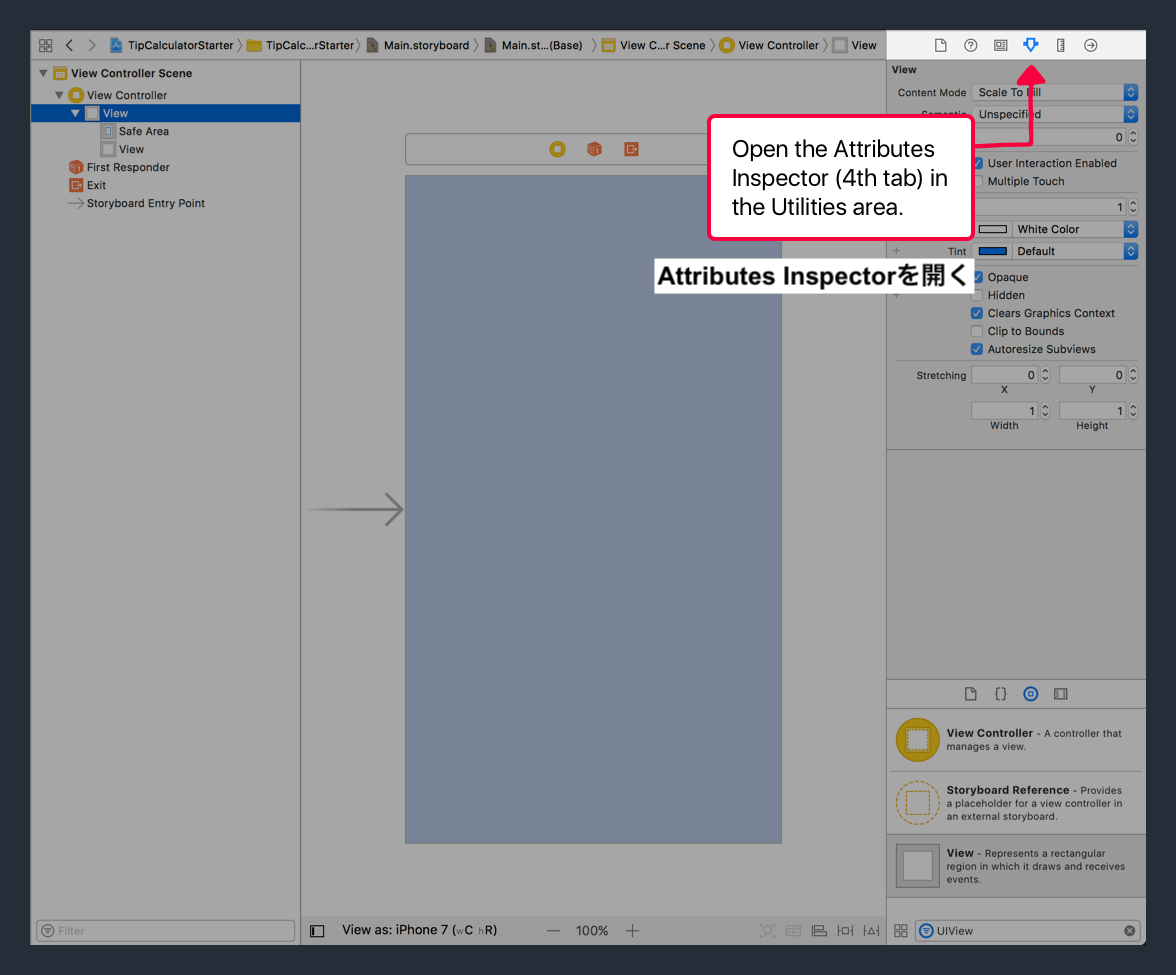 TipCalculatorStarter TipCalc...rStarter Main.storyboard Main.st...(Base) View C...r Scene View Controller View
View Controller Scene
View Controller
View
Safe Area
View
First Responder
Exit
Storyboard Entry Point
Filter
Open the Attributes
Inspector (4th tab) in
the Utilities area.
Attributes Inspectorを開く
View as: iPhone 7 (wC hR)
100%
View
Content Mode Scale To Fill
Semantic Unspecified
0
User Interaction Enabled
Multiple Touch
1
White Color
Tint Default
Opaque
Hidden
Clears Graphics Context
Clip to Bounds
Autoresize Subviews
Stretching 0 0
X Y
1 1
Width Height
View Controller - A controller that
manages a view.
Storyboard Reference - Provides
a placeholder for a view controller in
an external storyboard.
View - Represents a rectangular
region in which it draws and receives
events.
UIView